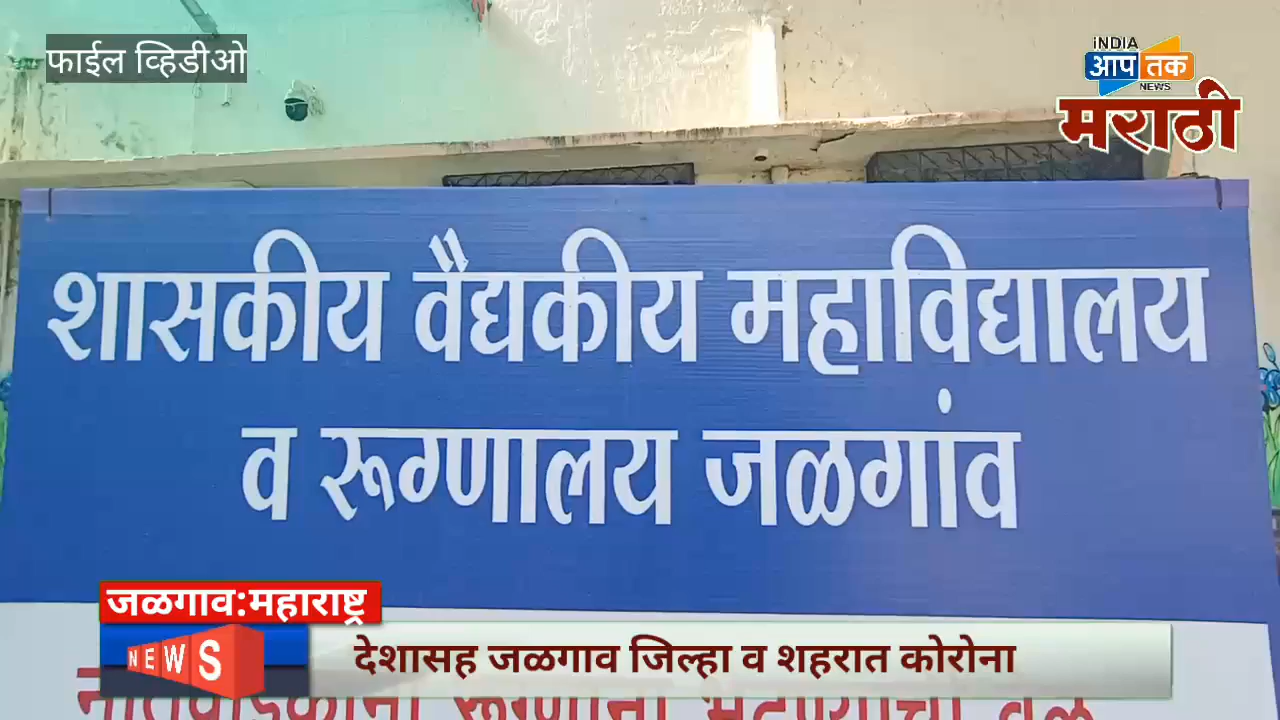 फाईल व्हिडीओ
INDIA
आप तक
NEWS
मराठी
शासकीय वैद्यकीय महाविद्यालय
व रूग्णालय जळगांव
जळगाव:महाराष्ट्र
NEWS
देशासह जळगाव जिल्हा व शहरात कोरोना